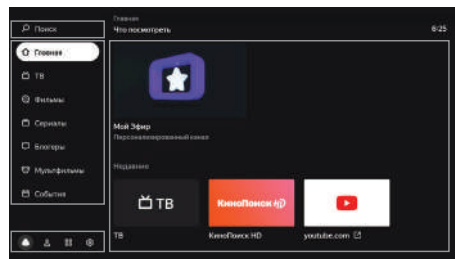 Поиск
Главная
ТВ
Фильмы
Сериалы
Блогеры
Мультфильмы
События
Главная
Что посмотреть
6:25
Мой Эфир
Персонализированный канал
Недавние
ТВ
КиноПоиск HD
ТВ
КиноПоиск HD
youtube.com